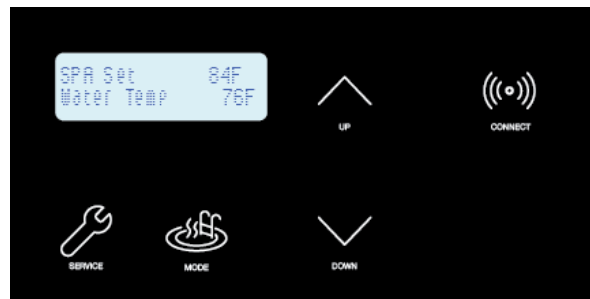 SPA Set 84F
Water Temp 76F
UP
CONNECT
SERVICE
MODE
DOWN